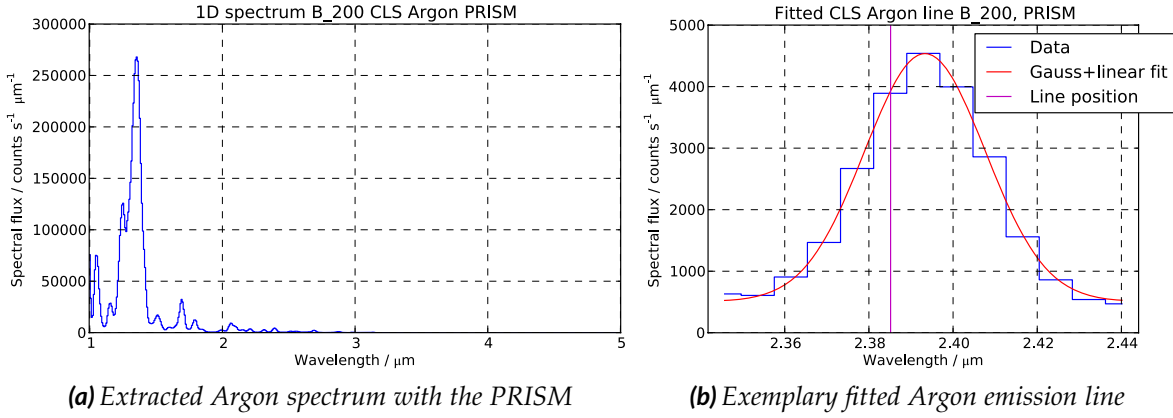 1D spectrum B_200 CLS Argon PRISM
Spectral flux / counts s⁻¹ μm⁻¹
300000
250000
200000
150000
100000
50000
0
1
2
3
4
5
Wavelength / μm
(a) Extracted Argon spectrum with the PRISM
Fitted CLS Argon line B_200, PRISM
Spectral flux / counts s⁻¹ μm⁻¹
5000
4000
3000
2000
1000
0
Data
Gauss+linear fit
Line position
2.36
2.38
2.40
2.42
2.44
Wavelength / μm
(b) Exemplary fitted Argon emission line